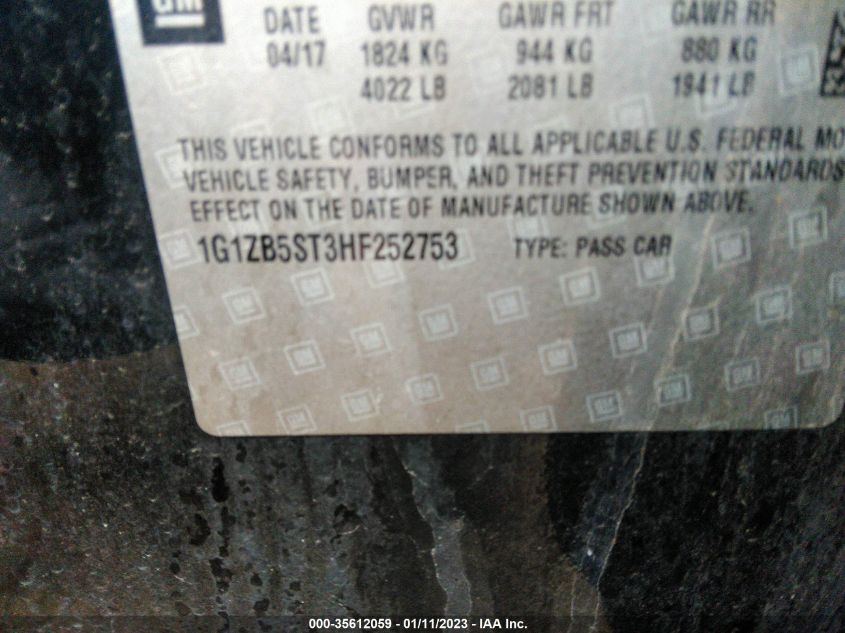 GM
DATE GVWR GAWR FRT GAWR RR
04/17 1824 KG 944 KG 880 KG
4022 LB 2081 LB 1941 LB
THIS VEHICLE CONFORMS TO ALL APPLICABLE U.S. FEDERAL MO
VEHICLE SAFETY, BUMPER, AND THEFT PREVENTION STANDARDS
EFFECT ON THE DATE OF MANUFACTURE SHOWN ABOVE.
1G1ZB5ST3HF252753 TYPE: PASS CAR
000-35612059 - 01/11/2023 - IAA Inc.